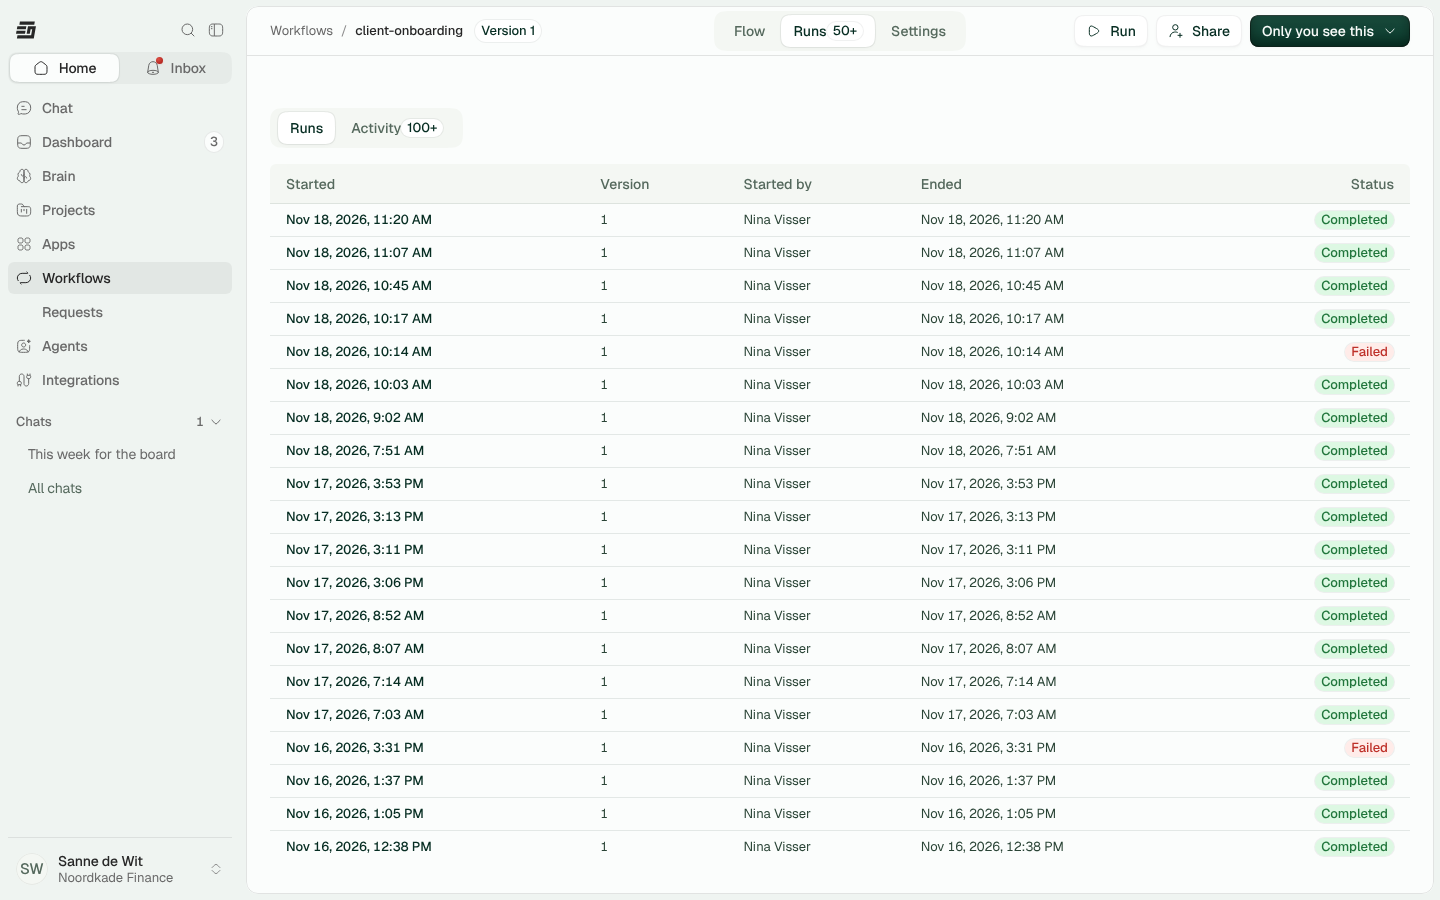 Workflows / client-onboarding Version 1
Flow Runs 50+ Settings
Run Share Only you see this
Home Inbox
Chat
Dashboard 3
Brain
Projects
Apps
Workflows
Requests
Agents
Integrations
Chats 1
This week for the board
All chats
SW Sanne de Wit
Noordkade Finance
Runs Activity 100+
Started Version Started by Ended Status
Nov 18, 2026, 11:20 AM 1 Nina Visser Nov 18, 2026, 11:20 AM Completed
Nov 18, 2026, 11:07 AM 1 Nina Visser Nov 18, 2026, 11:07 AM Completed
Nov 18, 2026, 10:45 AM 1 Nina Visser Nov 18, 2026, 10:45 AM Completed
Nov 18, 2026, 10:17 AM 1 Nina Visser Nov 18, 2026, 10:17 AM Completed
Nov 18, 2026, 10:14 AM 1 Nina Visser Nov 18, 2026, 10:14 AM Failed
Nov 18, 2026, 10:03 AM 1 Nina Visser Nov 18, 2026, 10:03 AM Completed
Nov 18, 2026, 9:02 AM 1 Nina Visser Nov 18, 2026, 9:02 AM Completed
Nov 18, 2026, 7:51 AM 1 Nina Visser Nov 18, 2026, 7:51 AM Completed
Nov 17, 2026, 3:53 PM 1 Nina Visser Nov 17, 2026, 3:53 PM Completed
Nov 17, 2026, 3:13 PM 1 Nina Visser Nov 17, 2026, 3:13 PM Completed
Nov 17, 2026, 3:11 PM 1 Nina Visser Nov 17, 2026, 3:11 PM Completed
Nov 17, 2026, 3:06 PM 1 Nina Visser Nov 17, 2026, 3:06 PM Completed
Nov 17, 2026, 8:52 AM 1 Nina Visser Nov 17, 2026, 8:52 AM Completed
Nov 17, 2026, 8:07 AM 1 Nina Visser Nov 17, 2026, 8:07 AM Completed
Nov 17, 2026, 7:14 AM 1 Nina Visser Nov 17, 2026, 7:14 AM Completed
Nov 17, 2026, 7:03 AM 1 Nina Visser Nov 17, 2026, 7:03 AM Completed
Nov 16, 2026, 3:31 PM 1 Nina Visser Nov 16, 2026, 3:31 PM Failed
Nov 16, 2026, 1:37 PM 1 Nina Visser Nov 16, 2026, 1:37 PM Completed
Nov 16, 2026, 1:05 PM 1 Nina Visser Nov 16, 2026, 1:05 PM Completed
Nov 16, 2026, 12:38 PM 1 Nina Visser Nov 16, 2026, 12:38 PM Completed